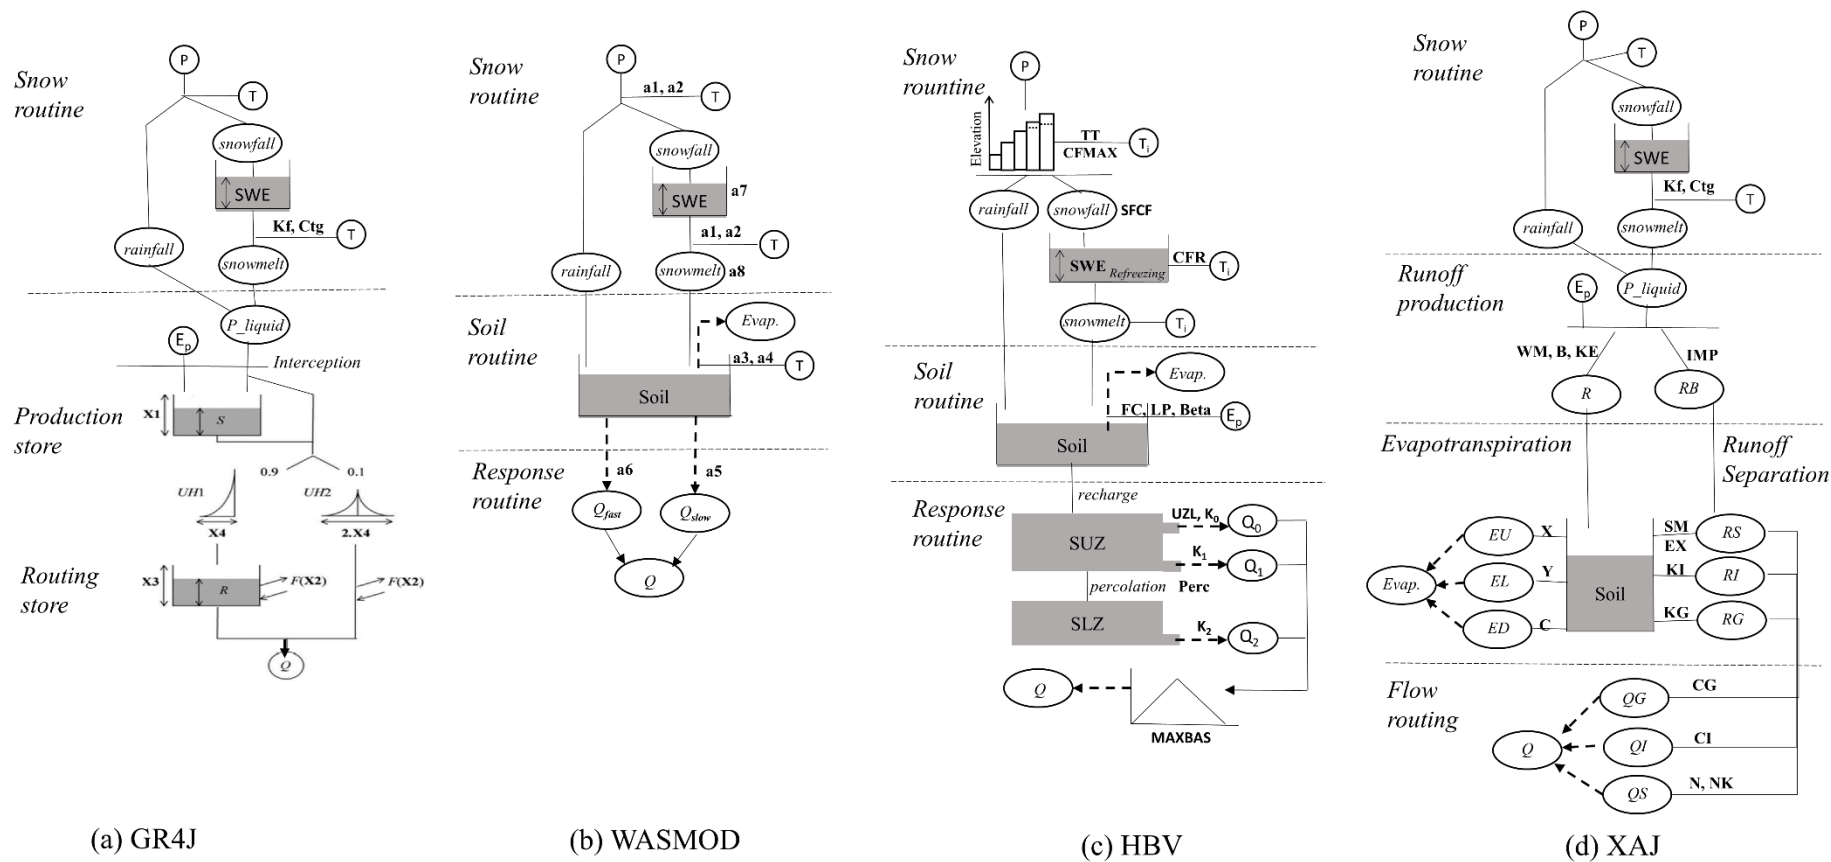 Snow
routine
P
T
snowfall
SWE
Kf, Ctg
T
rainfall
snowmelt
P_liquid
Ep
Interception
Production
store
X1
S
0.9
0.1
UH1
UH2
X4
2.X4
Routing
store
X3
R
F(X2)
F(X2)
Q
(a) GR4J
Snow
routine
P
a1, a2
T
snowfall
SWE
a7
a1, a2
T
rainfall
snowmelt
a8
Soil
routine
Evap.
a3, a4
T
Soil
Response
routine
a6
a5
Qfast
Qslow
Q
(b) WASMOD
Snow
rountine
P
Elevation
TT
CFMAX
Ti
rainfall
snowfall
SFCF
SWE
Refreezing
CFR
Ti
snowmelt
Ti
Soil
routine
Evap.
FC, LP, Beta
Ep
Soil
recharge
Response
routine
SUZ
UZL, K0
Q0
K1
Q1
percolation
Perc
SLZ
K2
Q2
Q
MAXBAS
(c) HBV
Snow
routine
P
T
snowfall
SWE
Kf, Ctg
T
rainfall
snowmelt
Runoff
production
Ep
P_liquid
WM, B, KE
IMP
R
RB
Evapotranspiration
Runoff
Separation
EU
X
SM
EX
RS
Evap.
EL
Y
Soil
KI
RI
ED
C
KG
RG
Flow
routing
QG
CG
Q
QI
CI
QS
N, NK
(d) XAJ